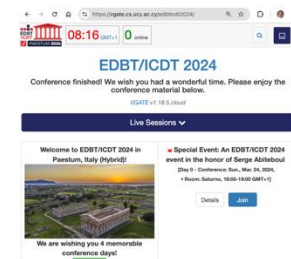 https://vgate.cs.ucy.ac.cy/edbticdt2024/
EDBT
ICDT
PAESTUM 2024
08:16 GMT+1
0 online
EDBT/ICDT 2024
Conference finished! We wish you had a wonderful time. Please enjoy the
conference material below.
VGATE v1.18.5.cloud
Live Sessions
Welcome to EDBT/ICDT 2024 in
Paestum, Italy (Hybrid)!
We are wishing you 4 memorable
conference days!
Special Event: An EDBT/ICDT 2024
event in the honor of Serge Abiteboul
[Day 0 - Conference: Sun., Mar. 24, 2024,
Room: Saturno, 16:00-19:00 GMT+1]
Details
Join